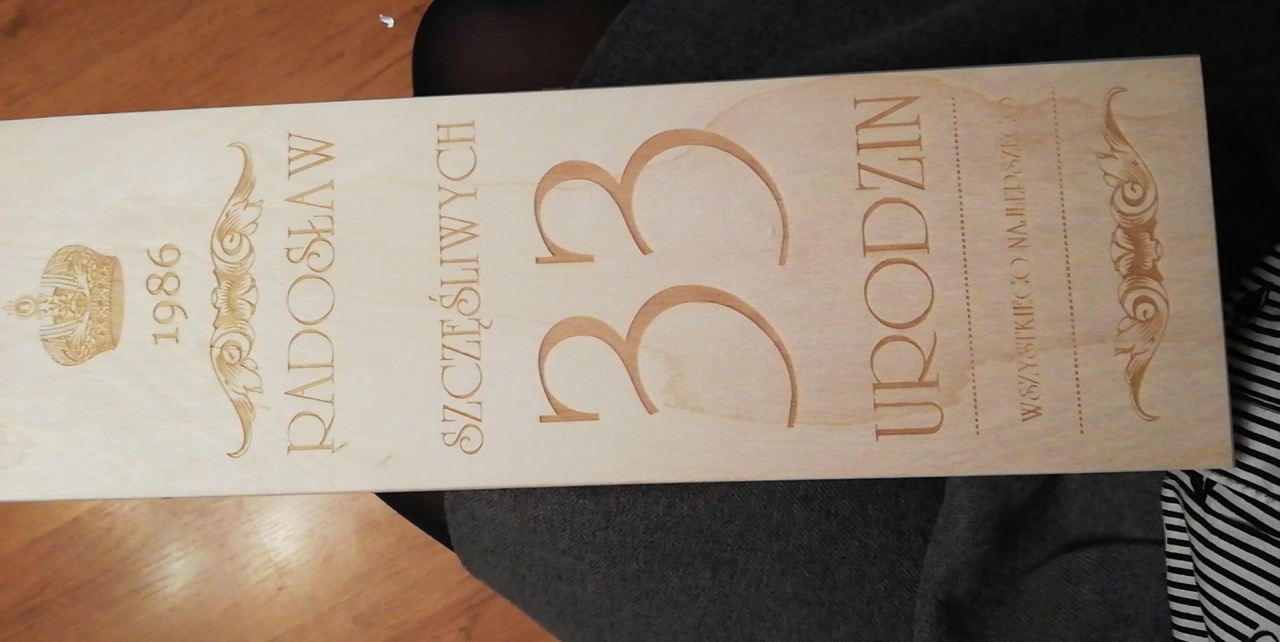 1986
RADOSŁAW
SZCZĘŚLIWYCH
33
URODZIN
WSZYSTKIEGO NAJLEPSZEGO